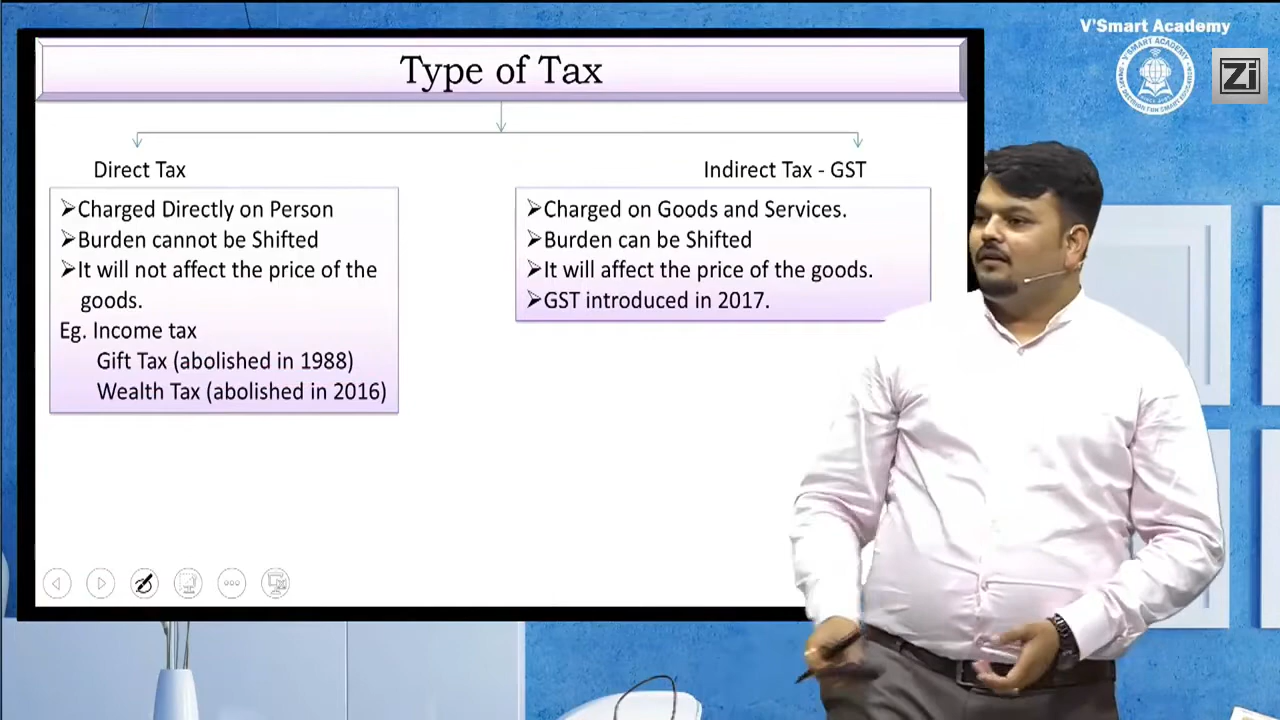 V'Smart Academy
Type of Tax
Direct Tax
Charged Directly on Person
Burden cannot be Shifted
It will not affect the price of the
goods.
Eg. Income tax
Gift Tax (abolished in 1988)
Wealth Tax (abolished in 2016)
Indirect Tax - GST
Charged on Goods and Services.
Burden can be Shifted
It will affect the price of the goods.
GST introduced in 2017.
V'SMART ACADEMY
Zi